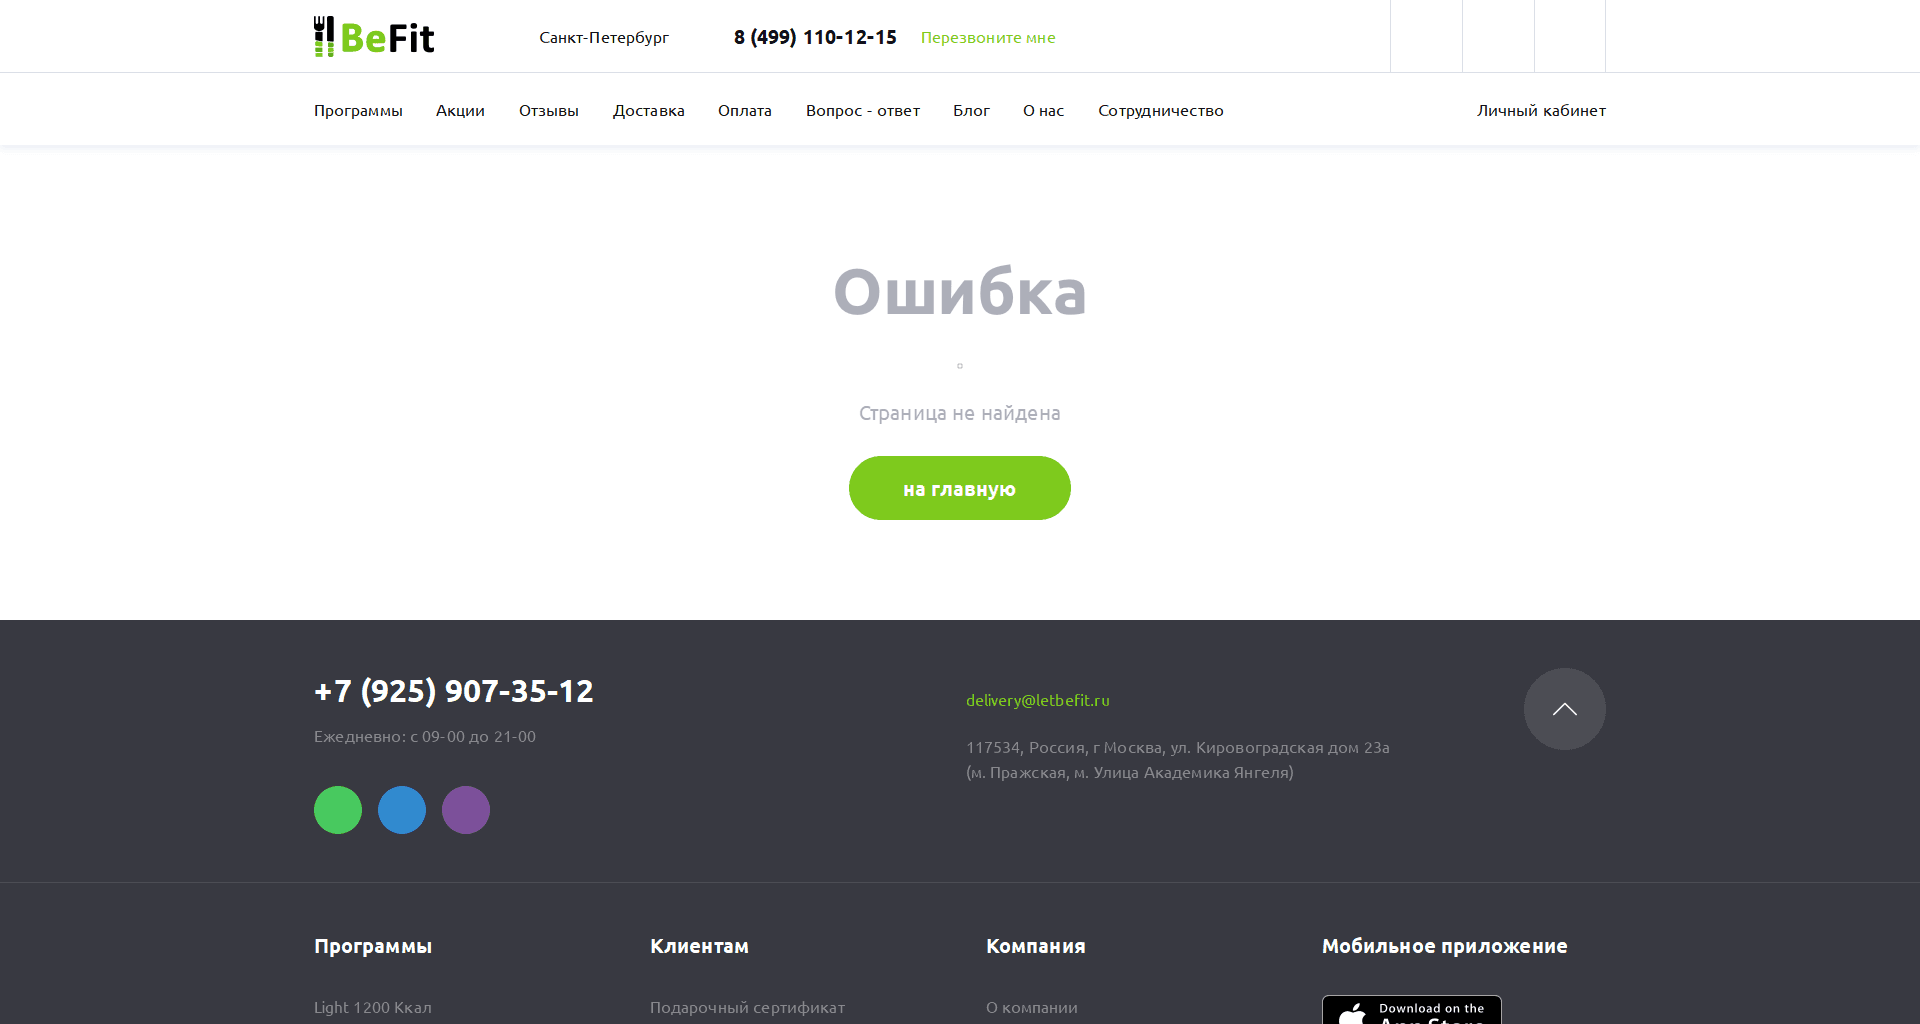 BeFit
Санкт-Петербург
8 (499) 110-12-15
Перезвоните мне
Программы
Акции
Отзывы
Доставка
Оплата
Вопрос - ответ
Блог
О нас
Сотрудничество
Личный кабинет
Ошибка
Страница не найдена
на главную
+7 (925) 907-35-12
Ежедневно: с 09-00 до 21-00
delivery@letbefit.ru
117534, Россия, г Москва, ул. Кировоградская дом 23а
(м. Пражская, м. Улица Академика Янгеля)
Программы
Клиентам
Компания
Мобильное приложение
Light 1200 Ккал
Подарочный сертификат
О компании
Download on the
App Store